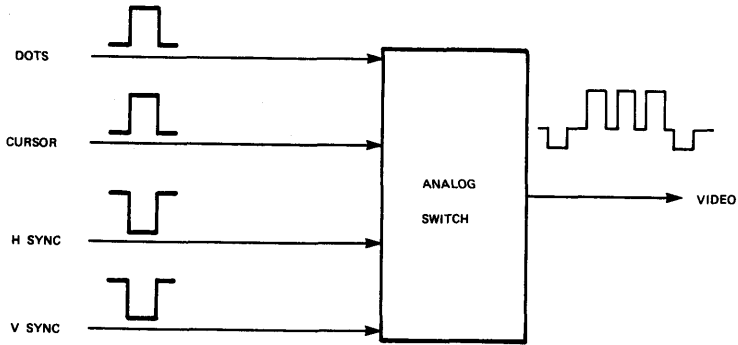 DOTS
CURSOR
H SYNC
V SYNC
ANALOG
SWITCH
VIDEO